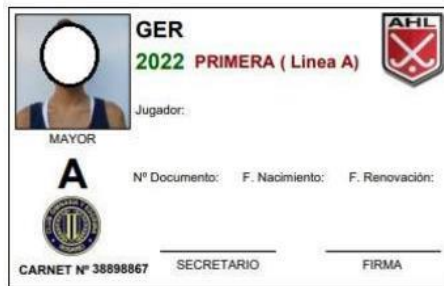 GER
AHL
2022 PRIMERA ( Linea A)
Jugador:
MAYOR
A
Nº Documento: F. Nacimiento: F. Renovación:
CARNET Nº 38898867
SECRETARIO
FIRMA